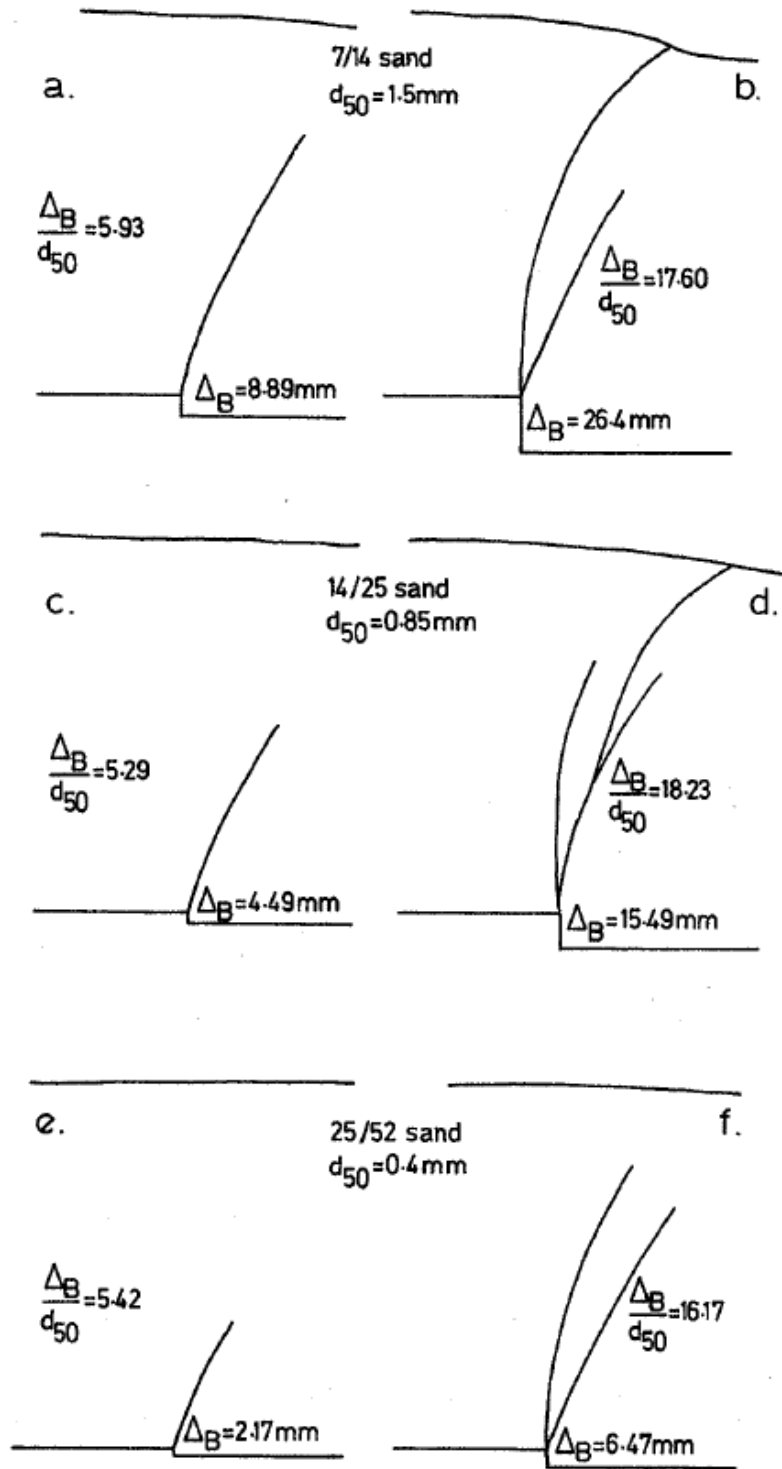 7/14 sand
a.
d50=1·5mm
b.
ΔB/d50=5·93
ΔB/d50=17·60
ΔB=8·89mm
ΔB=26·4mm
14/25 sand
c.
d50=0·85mm
d.
ΔB/d50=5·29
ΔB/d50=18·23
ΔB=4·49mm
ΔB=15·49mm
e.
25/52 sand
f.
d50=0·4mm
ΔB/d50=5·42
ΔB/d50=16·17
ΔB=2·17mm
ΔB=6·47mm